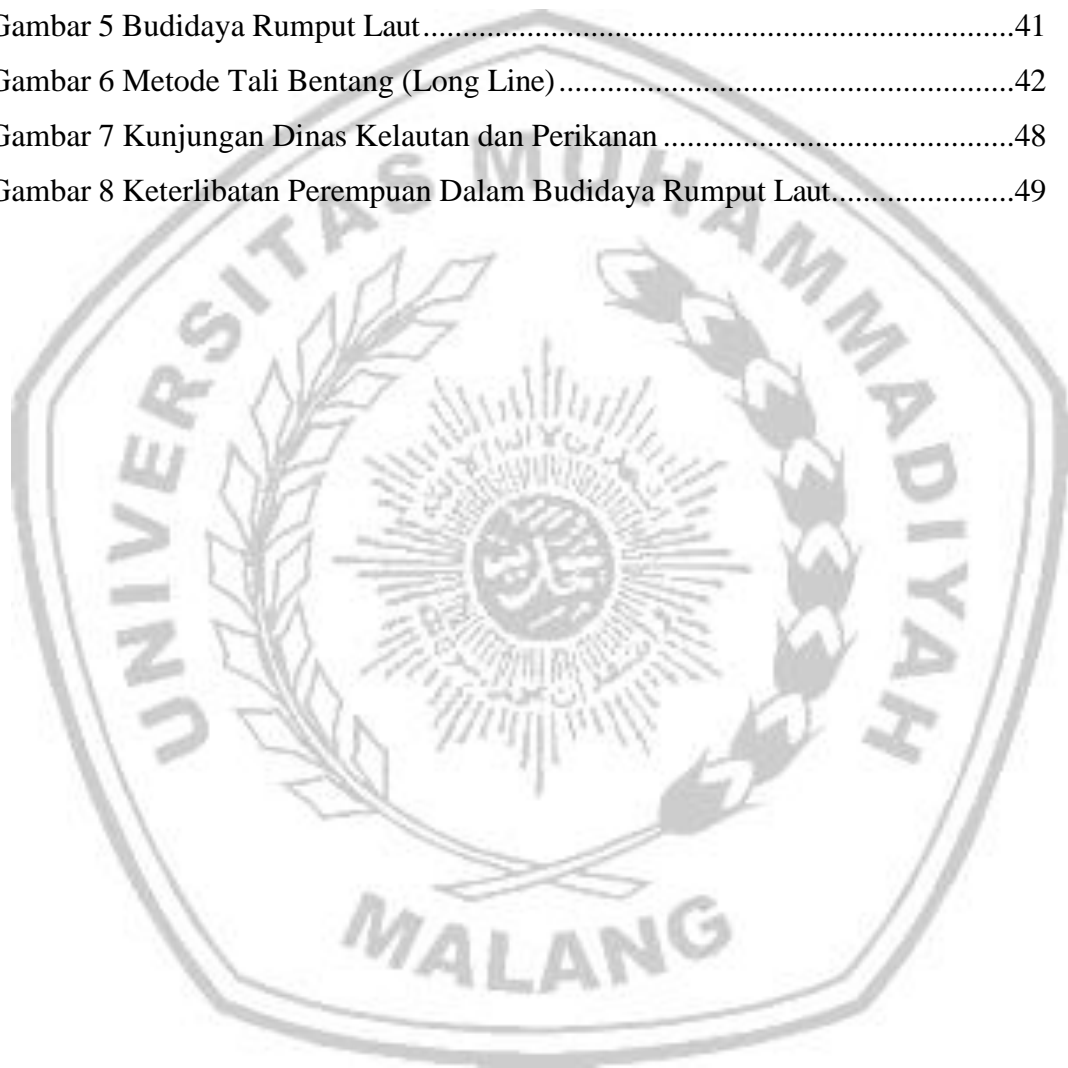 Gambar 5 Budidaya Rumput Laut.......................................................................................41
Gambar 6 Metode Tali Bentang (Long Line)...................................................................42
Gambar 7 Kunjungan Dinas Kelautan dan Perikanan....................................................48
Gambar 8 Keterlibatan Perempuan Dalam Budidaya Rumput Laut...........................49
UNIVERSITAS MUHAMMADIYAH
MALANG